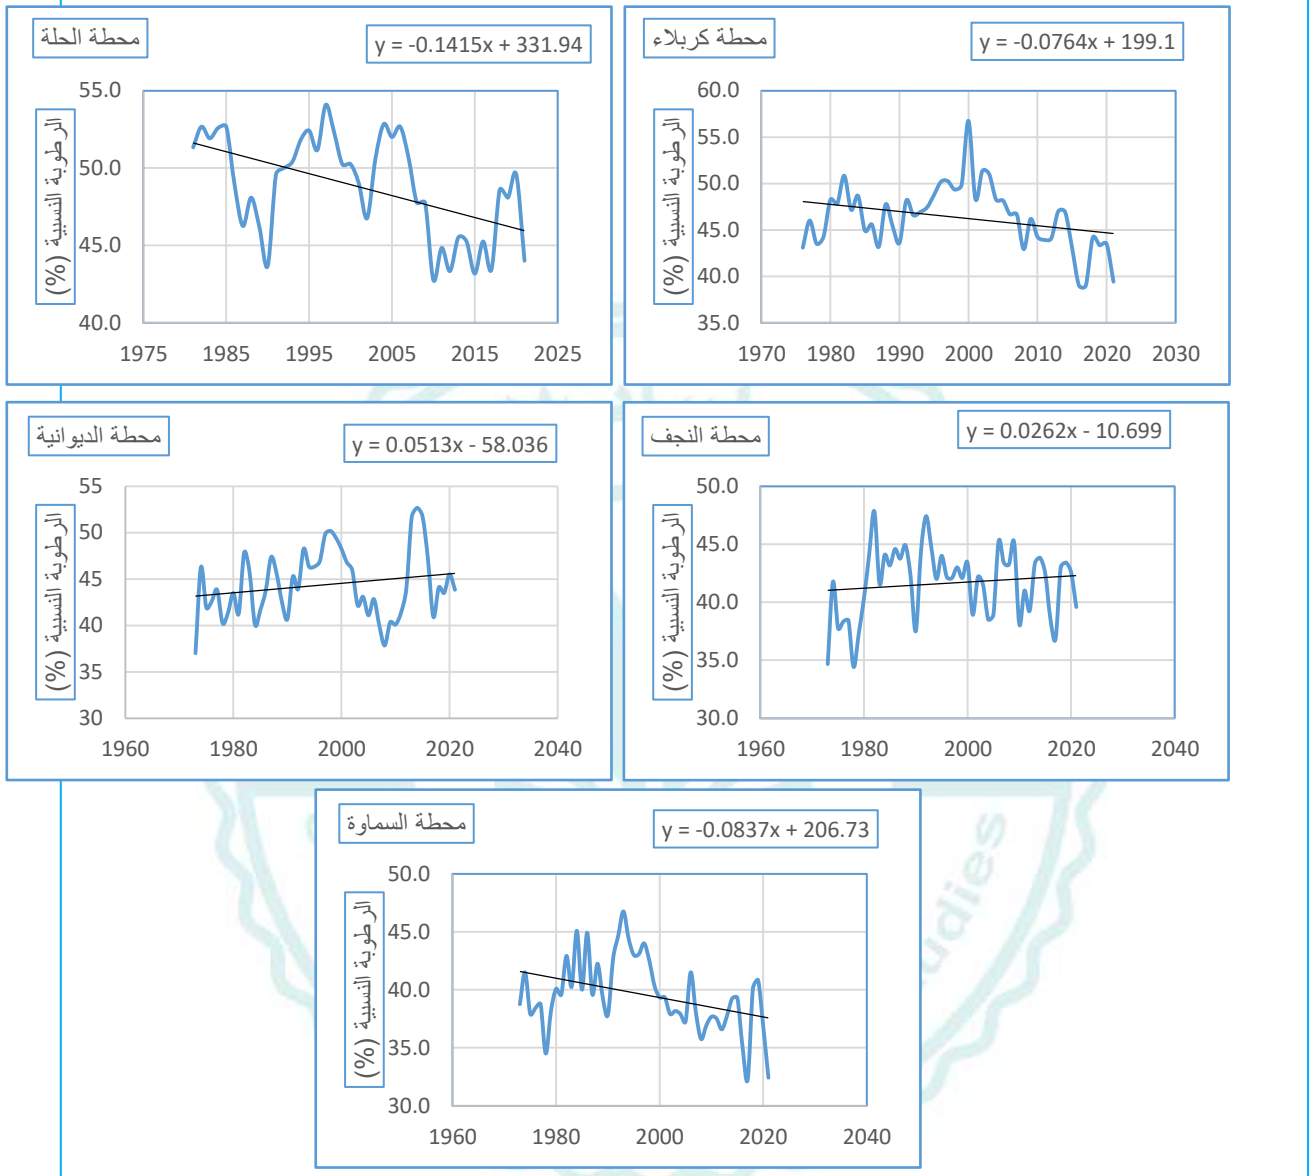 محطة الحلة
y = -0.1415x + 331.94
الرطوبة النسبية (%)
55.0
50.0
45.0
40.0
1975 1985 1995 2005 2015 2025
محطة كربلاء
y = -0.0764x + 199.1
الرطوبة النسبية (%)
60.0
55.0
50.0
45.0
40.0
35.0
1970 1980 1990 2000 2010 2020 2030
محطة الديوانية
y = 0.0513x - 58.036
الرطوبة النسبية (%)
55
50
45
40
35
30
1960 1980 2000 2020 2040
محطة النجف
y = 0.0262x - 10.699
الرطوبة النسبية (%)
50.0
45.0
40.0
35.0
30.0
1960 1980 2000 2020 2040
محطة السماوة
y = -0.0837x + 206.73
الرطوبة النسبية (%)
50.0
45.0
40.0
35.0
30.0
1960 1980 2000 2020 2040